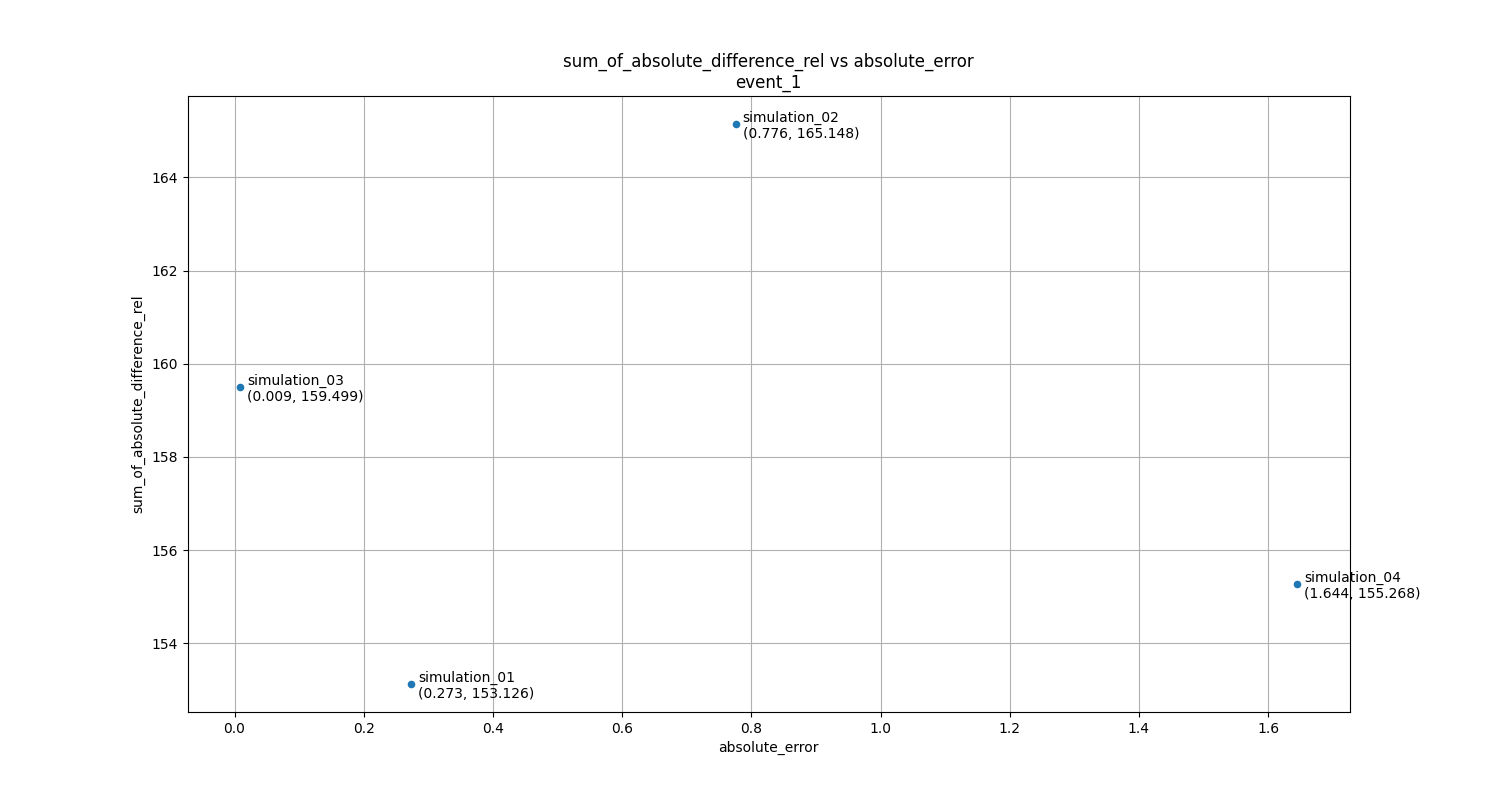 sum_of_absolute_difference_rel vs absolute_error
event_1
simulation_02
(0.776, 165.148)
164
162
160
simulation_03
(0.009, 159.499)
158
156
simulation_04
(1.644, 155.268)
154
simulation_01
(0.273, 153.126)
sum_of_absolute_difference_rel
0.0 0.2 0.4 0.6 0.8 1.0 1.2 1.4 1.6
absolute_error